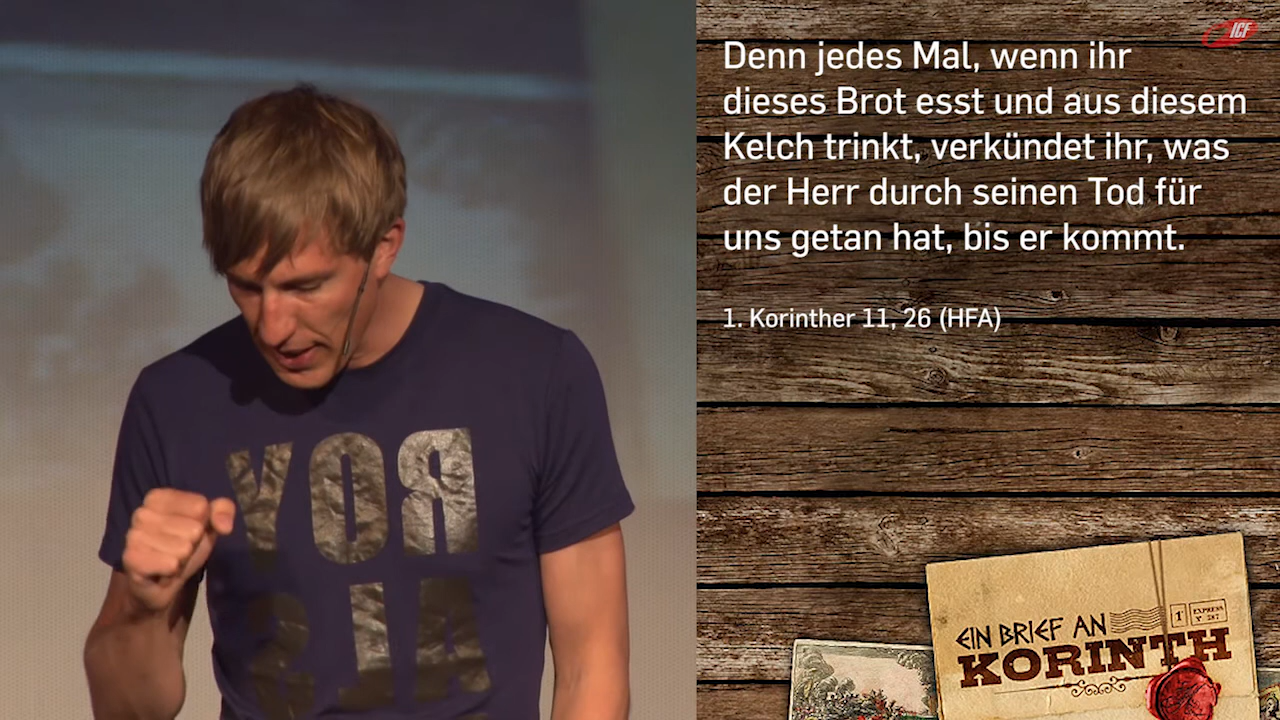 ICF
Denn jedes Mal, wenn ihr
dieses Brot esst und aus diesem
Kelch trinkt, verkündet ihr, was
der Herr durch seinen Tod für
uns getan hat, bis er kommt.
1. Korinther 11, 26 (HFA)
ROY
ALS
EIN BRIEF AN
KORINTH
EXPRESS